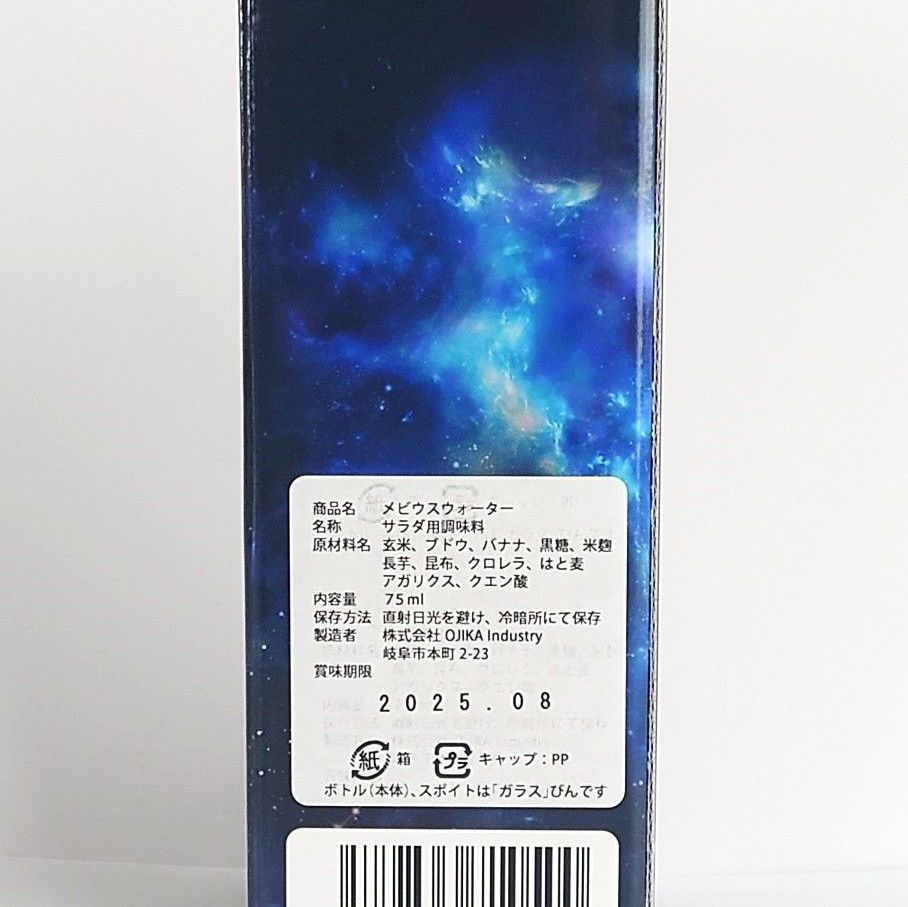 商品名 メビウスウォーター
名称 サラダ用調味料
原材料名 玄米、ブドウ、バナナ、黒糖、米麹
長芋、昆布、クロレラ、はと麦
アガリクス、クエン酸
内容量 75ml
保存方法 直射日光を避け、冷暗所にて保存
製造者 株式会社 OJIKA Industry
岐阜市本町 2-23
賞味期限
2025.08
紙 箱 プラ キャップ：PP
ボトル（本体）、スポイトは「ガラス」びんです